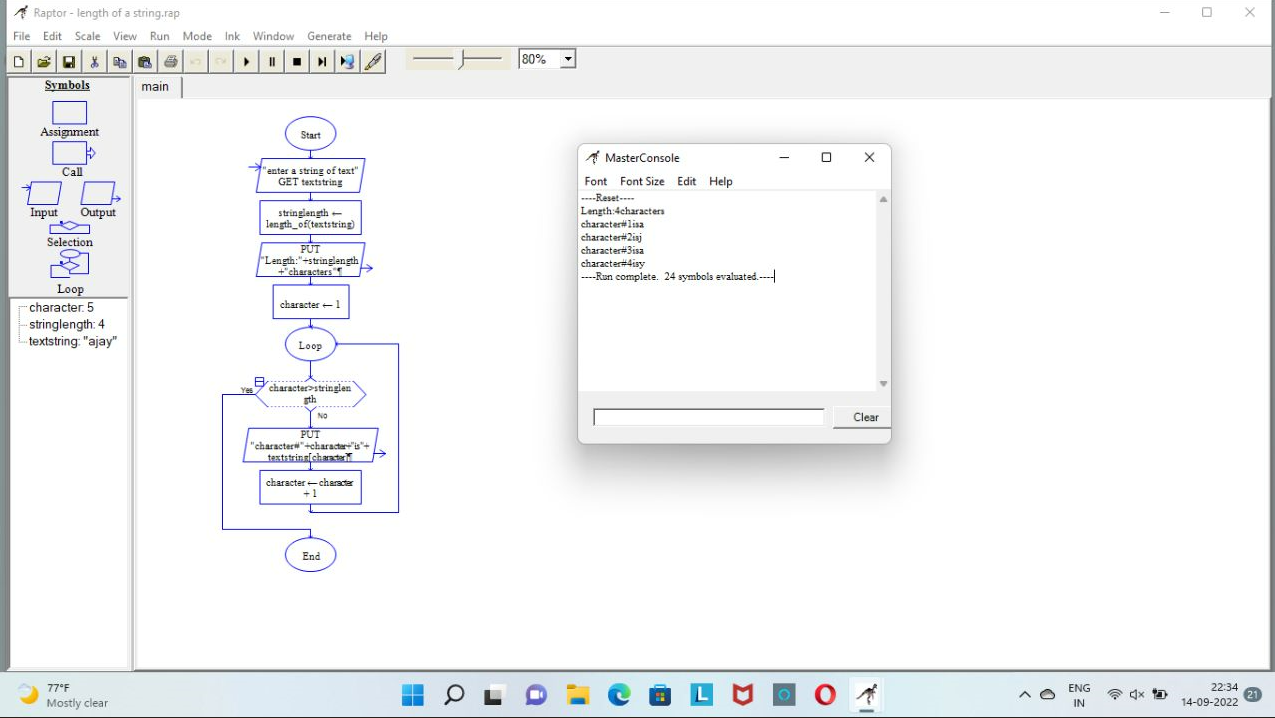 Raptor - length of a string.rap
File Edit Scale View Run Mode Ink Window Generate Help
80%
Symbols
Assignment
Call
Input Output
Selection
Loop
character: 5
stringlength: 4
textstring: "ajay"
main
Start
"enter a string of text"
GET textstring
stringlength ←
length_of(textstring)
PUT
"Length:"+stringlength
+"characters"¶
character ← 1
Loop
Yes
character>stringlen
gth
No
PUT
"character#"+character+"is"+
textstring[character]¶
character ← character
+ 1
End
MasterConsole
Font Font Size Edit Help
----Reset----
Length:4characters
character#1isa
character#2isj
character#3isa
character#4isy
----Run complete.  24 symbols evaluated.----
Clear
77°F
Mostly clear
L
ENG
IN
22:34
14-09-2022
21